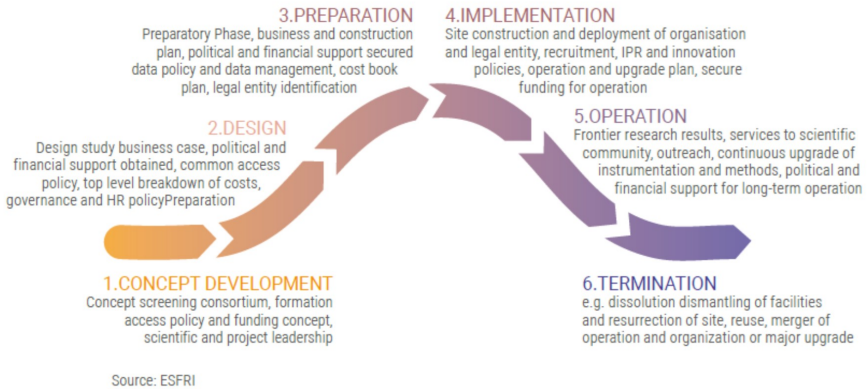 3.PREPARATION
Preparatory Phase, business and construction
plan, political and financial support secured
data policy and data management, cost book
plan, legal entity identification
4.IMPLEMENTATION
Site construction and deployment of organisation
and legal entity, recruitment, IPR and innovation
policies, operation and upgrade plan, secure
funding for operation
2.DESIGN
Design study business case, political and
financial support obtained, common access
policy, top level breakdown of costs,
governance and HR policyPreparation
5.OPERATION
Frontier research results, services to scientific
community, outreach, continuous upgrade of
instrumentation and methods, political and
financial support for long-term operation
1.CONCEPT DEVELOPMENT
Concept screening consortium, formation
access policy and funding concept,
scientific and project leadership
6.TERMINATION
e.g. dissolution dismantling of facilities
and resurrection of site, reuse, merger of
operation and organization or major upgrade
Source: ESFRI